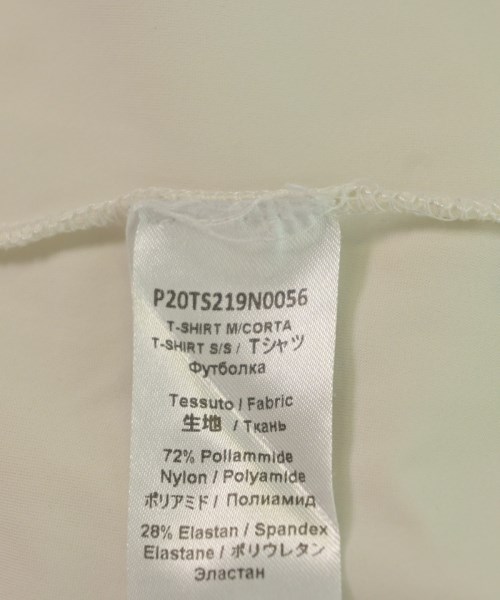 P20TS219N0056
T-SHIRT M/CORTA
T-SHIRT S/S / Tシャツ
Футболка
Tessuto / Fabric
生地 / Ткань
72% Poliammide
Nylon / Polyamide
ポリアミド / Полиамид
28% Elastan / Spandex
Elastane / ポリウレタン
Эластан